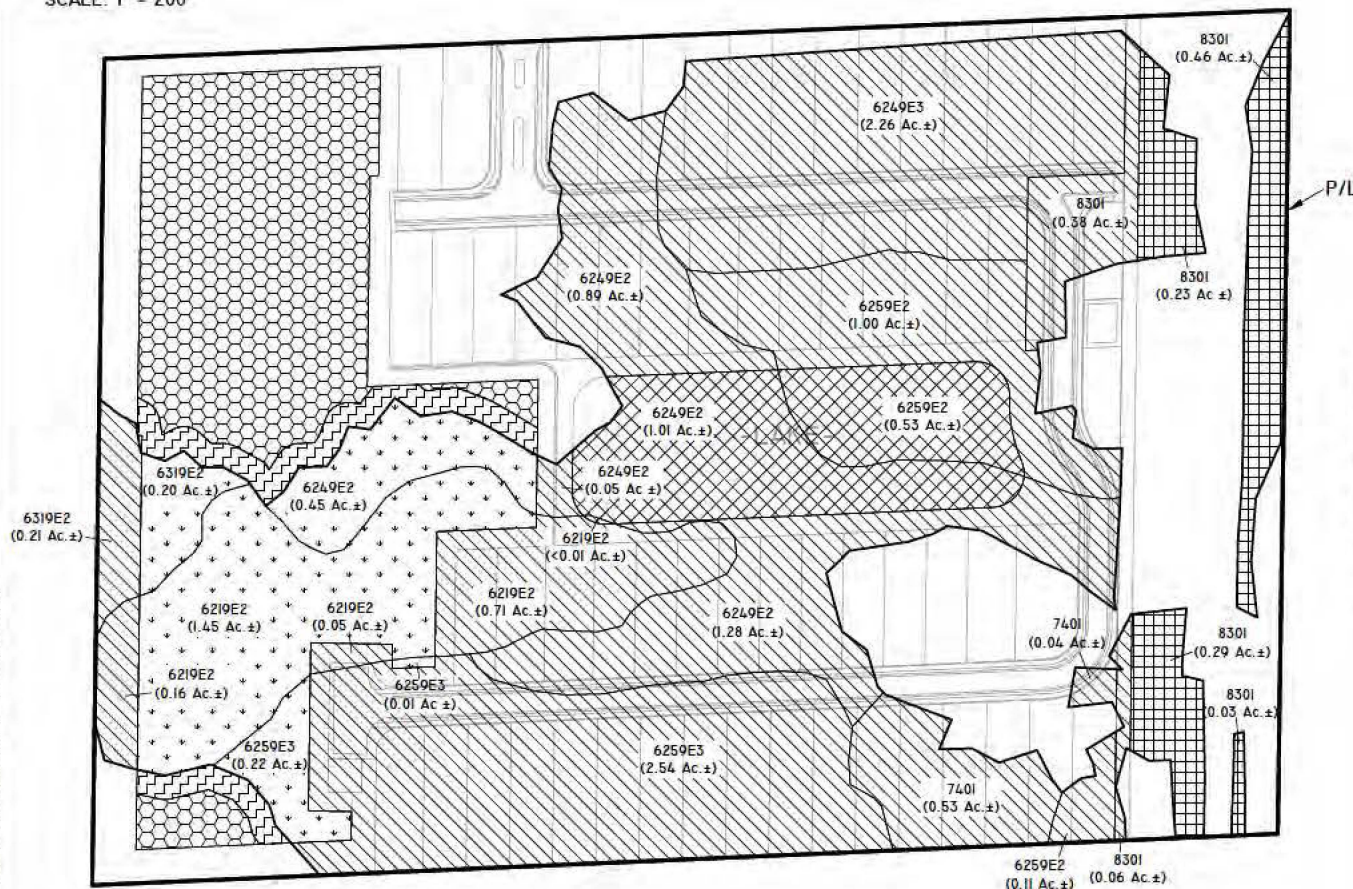 SCALE: 1" = 200'
8301
(0.46 Ac.±)
6249E3
(2.26 Ac.±)
P/L
8301
(0.38 Ac.±)
8301
(0.23 Ac ±)
6249E2
(0.89 Ac.±)
6259E2
(1.00 Ac.±)
6249E2
(1.01 Ac.±)
-LAKE-
6259E2
(0.53 Ac.±)
6319E2
(0.20 Ac.±)
6249E2
(0.45 Ac.±)
6249E2
(0.05 Ac ±)
6319E2
(0.21 Ac.±)
6219E2
(<0.01 Ac.±)
6219E2
(1.45 Ac.±)
6219E2
(0.05 Ac.±)
6219E2
(0.71 Ac.±)
6249E2
(1.28 Ac.±)
7401
(0.04 Ac.±)
8301
(0.29 Ac.±)
6219E2
(0.16 Ac.±)
6259E3
(0.01 Ac ±)
8301
(0.03 Ac.±)
6259E3
(0.22 Ac.±)
6259E3
(2.54 Ac.±)
7401
(0.53 Ac.±)
6259E2
(0.11 Ac.±)
8301
(0.06 Ac.±)